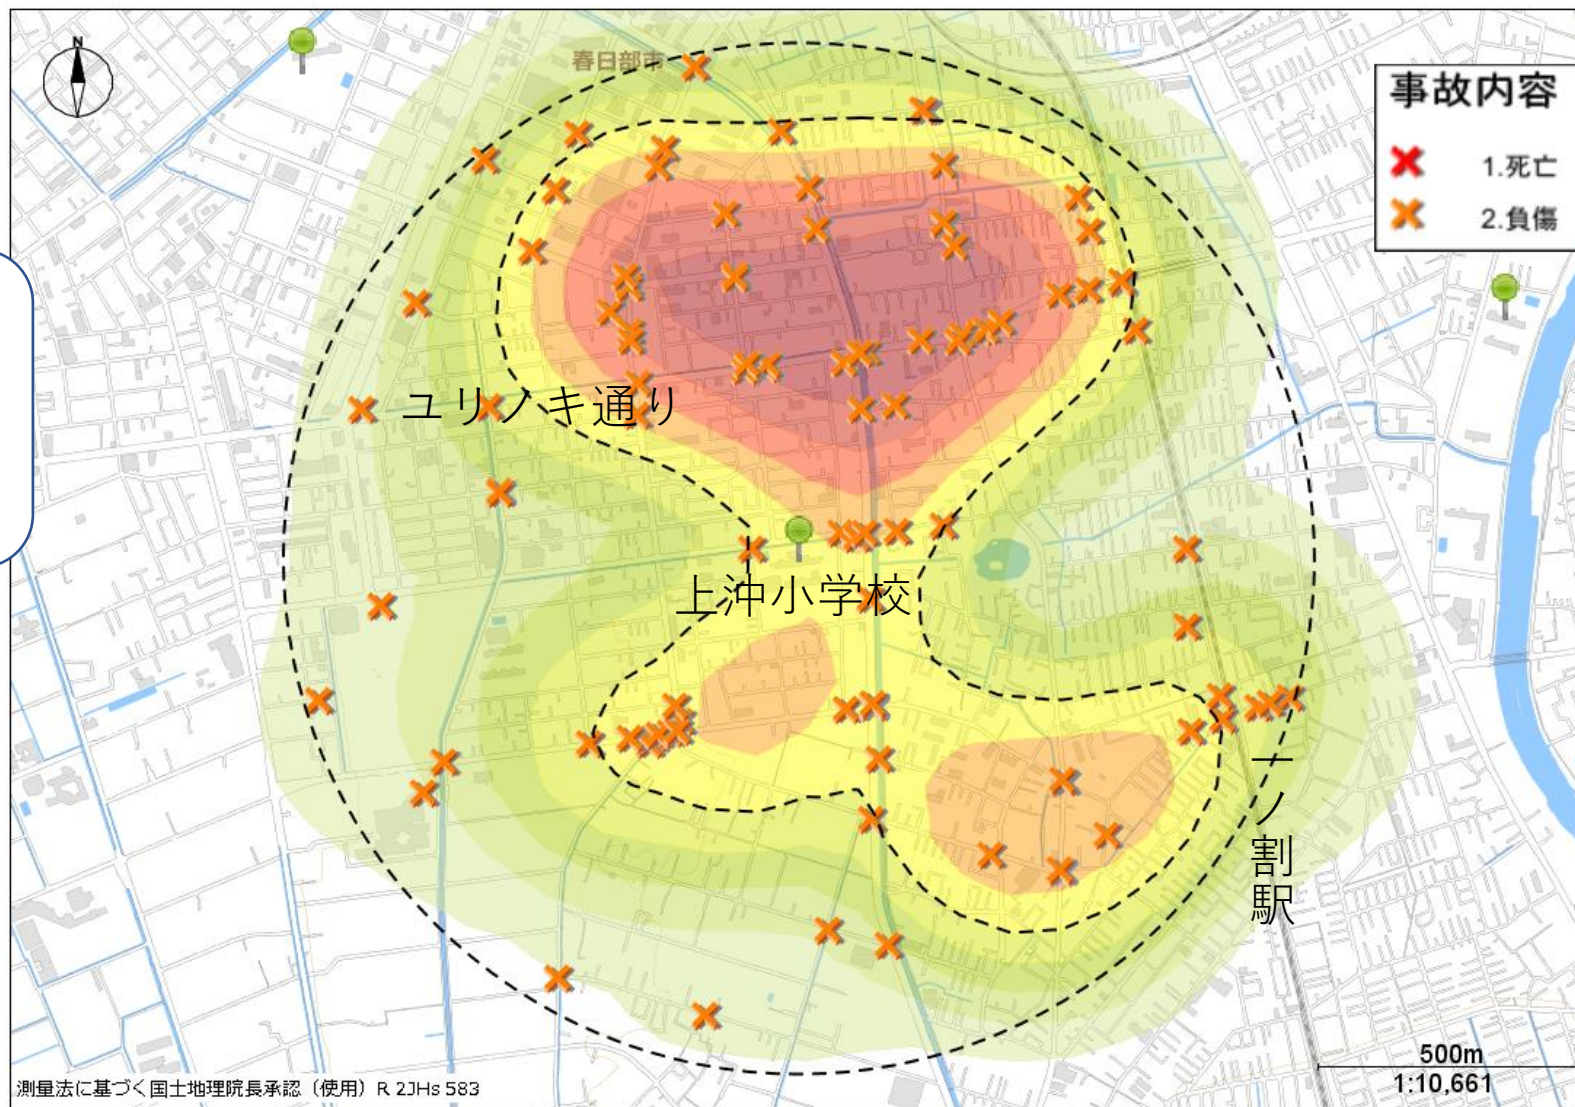 N
春日部市
事故内容
1.死亡
2.負傷
ユリノキ通り
上沖小学校
一ノ割駅
500m
1:10,661
測量法に基づく国土地理院長承認（使用）R 2JHs 583